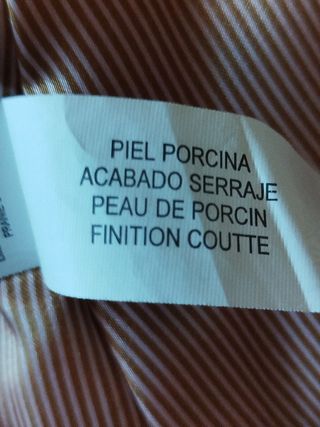 PIEL PORCINA
ACABADO SERRAJE
PEAU DE PORCIN
FINITION COUTTE